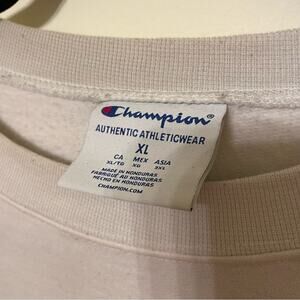 Champion®
AUTHENTIC ATHLETICWEAR
XL
CA MEX ASIA
XL/TG XG 2XL
MADE IN HONDURAS
FABRIQUÉ AU HONDURAS
HECHO EN HONDURAS
CHAMPION.COM